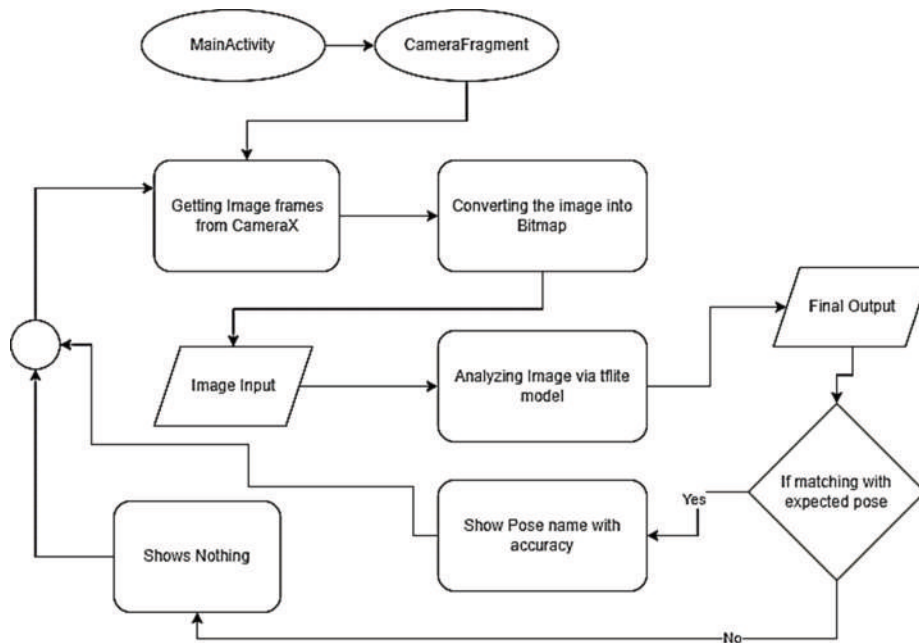 MainActivity
CameraFragment
Getting Image frames
from CameraX
Converting the image into
Bitmap
Final Output
Image Input
Analyzing Image via tflite
model
If matching with
expected pose
Yes
Show Pose name with
accuracy
Shows Nothing
No